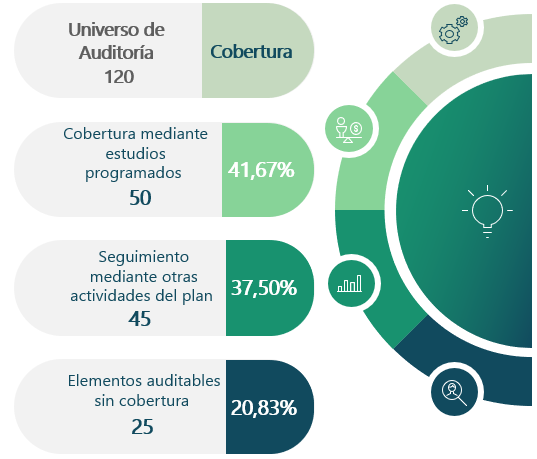 Universo de
Auditoría
120
Cobertura
Cobertura mediante
estudios
programados
50
41,67%
Seguimiento
mediante otras
actividades del plan
45
37,50%
Elementos auditables
sin cobertura
25
20,83%
$